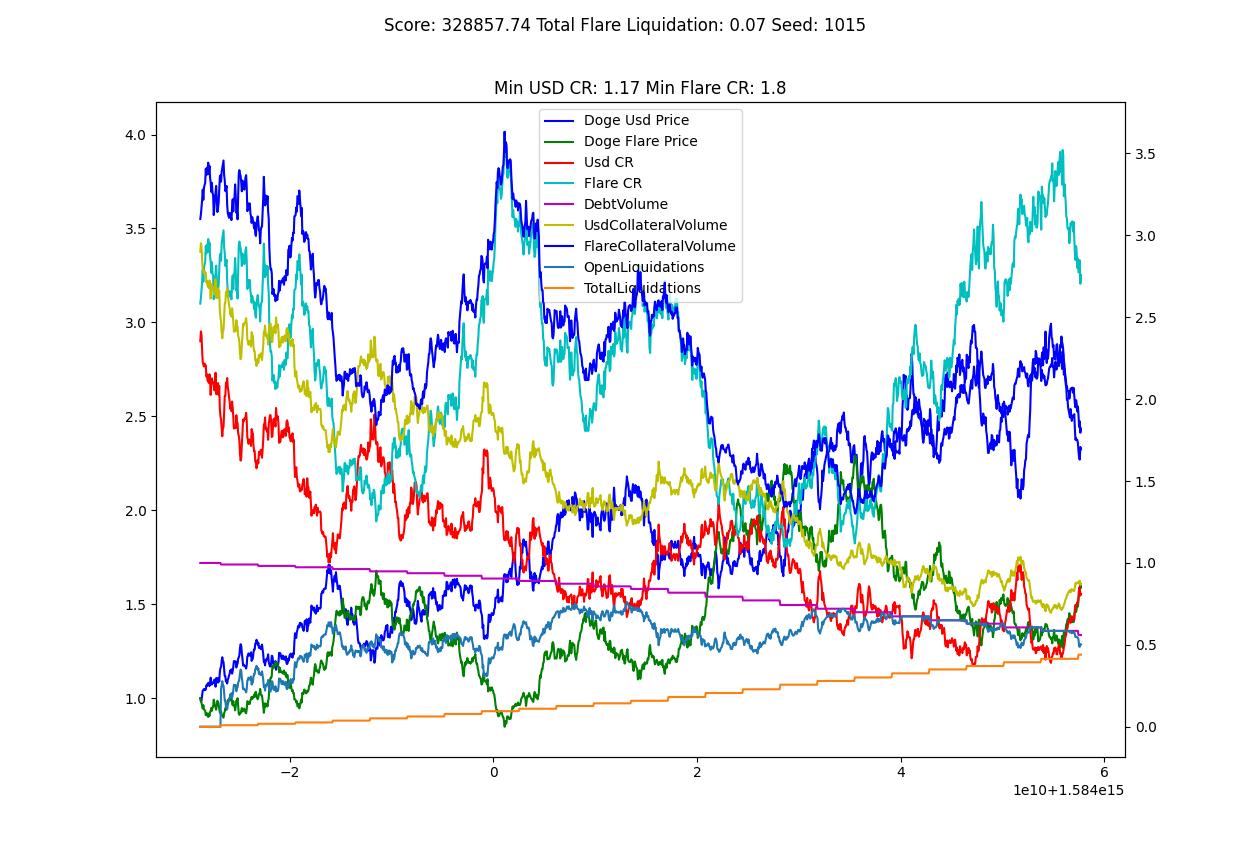 Score: 328857.74 Total Flare Liquidation: 0.07 Seed: 1015
Min USD CR: 1.17 Min Flare CR: 1.8
Doge Usd Price
Doge Flare Price
Usd CR
Flare CR
DebtVolume
UsdCollateralVolume
FlareCollateralVolume
OpenLiquidations
TotalLiquidations
4.0
3.5
3.0
2.5
2.0
1.5
1.0
3.5
3.0
2.5
2.0
1.5
1.0
0.5
0.0
−2 0 2 4 6
1e10+1.584e15